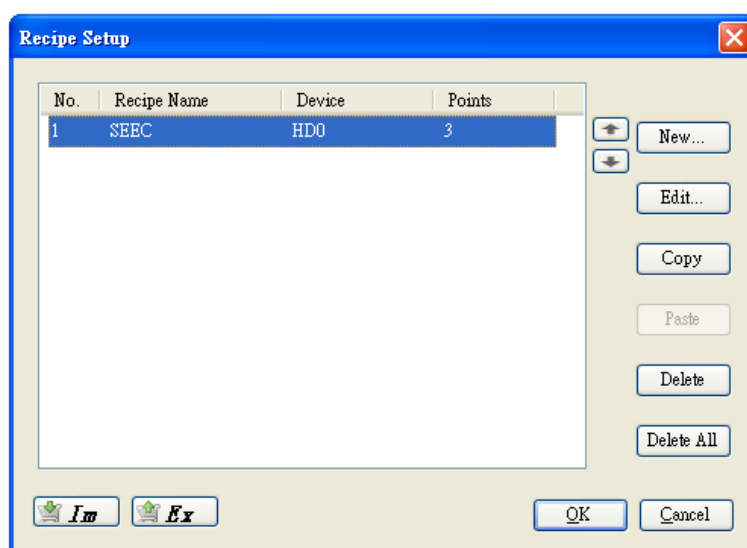 Recipe Setup
No. Recipe Name Device Points
1 SEEC HD0 3
New...
Edit...
Copy
Paste
Delete
Delete All
Im Ex OK Cancel